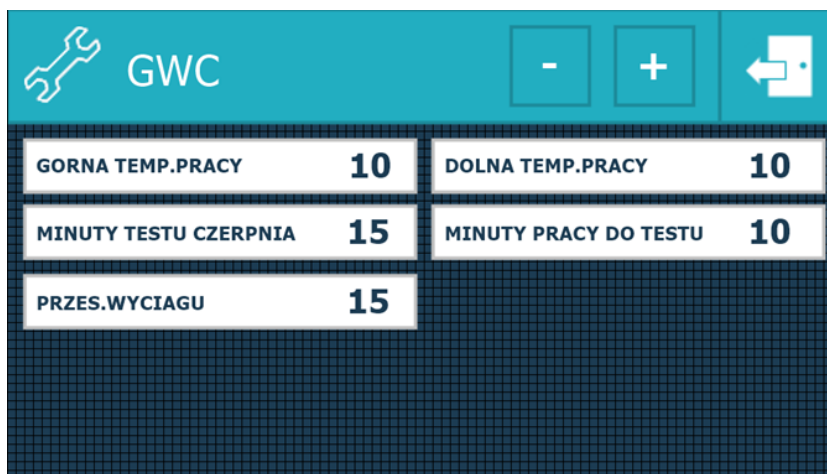 GWC - +
GORNA TEMP.PRACY 10 DOLNA TEMP.PRACY 10
MINUTY TESTU CZERPNIA 15 MINUTY PRACY DO TESTU 10
PRZES.WYCIAGU 15